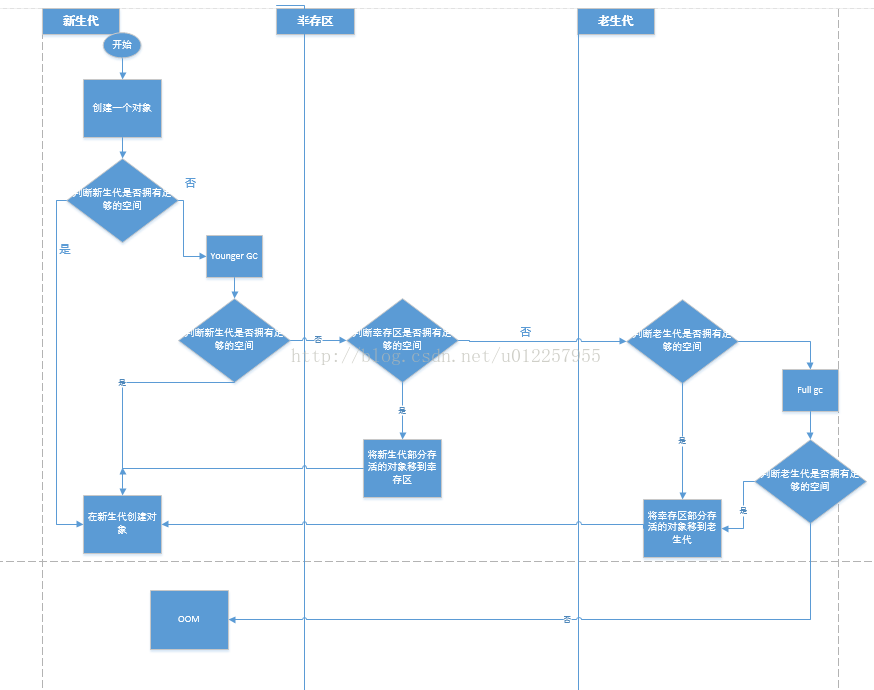 新生代
幸存区
老生代
开始
创建一个对象
判断新生代是否拥有足
够的空间
否
是
Younger GC
判断新生代是否拥有足
够的空间
否
判断幸存区是否拥有足
够的空间
否
判断老生代是否拥有足
够的空间
http://blog.csdn.net/u012257955
Full gc
是
是
是
将新生代部分存
活的对象移到幸
存区
判断老生代是否拥有足
够的空间
是
在新生代创建对
象
将幸存区部分存
活的对象移到老
生代
OOM
否